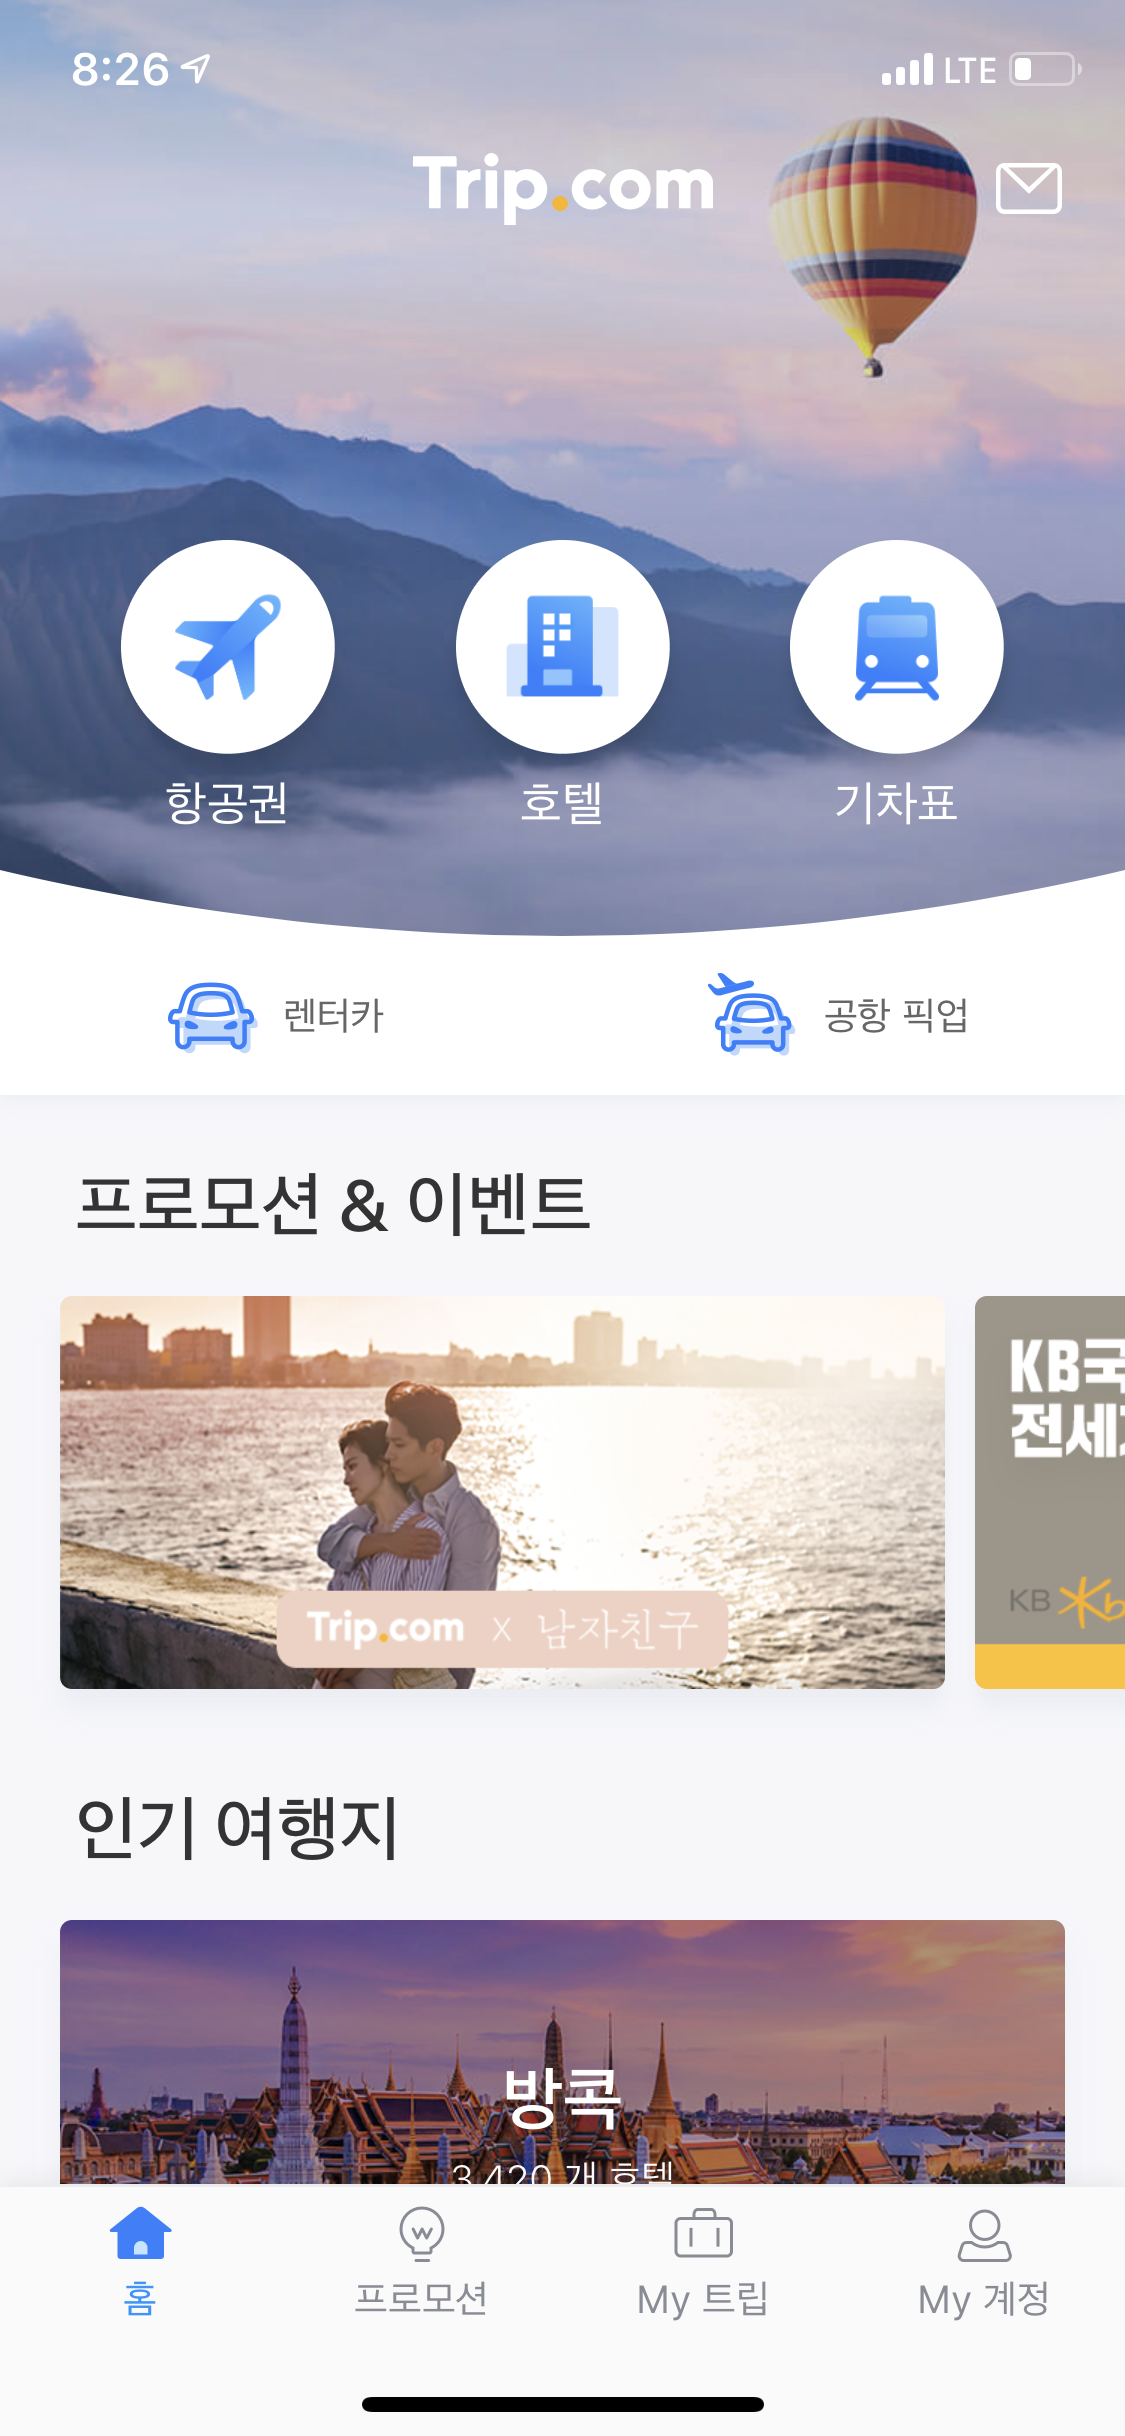 8:26
LTE
Trip.com
항공권
호텔
기차표
렌터카
공항 픽업
프로모션 & 이벤트
Trip.com X 남자친구
KB국
전세
KB
인기 여행지
방콕
3,420 개 호텔
홈
프로모션
My 트립
My 계정